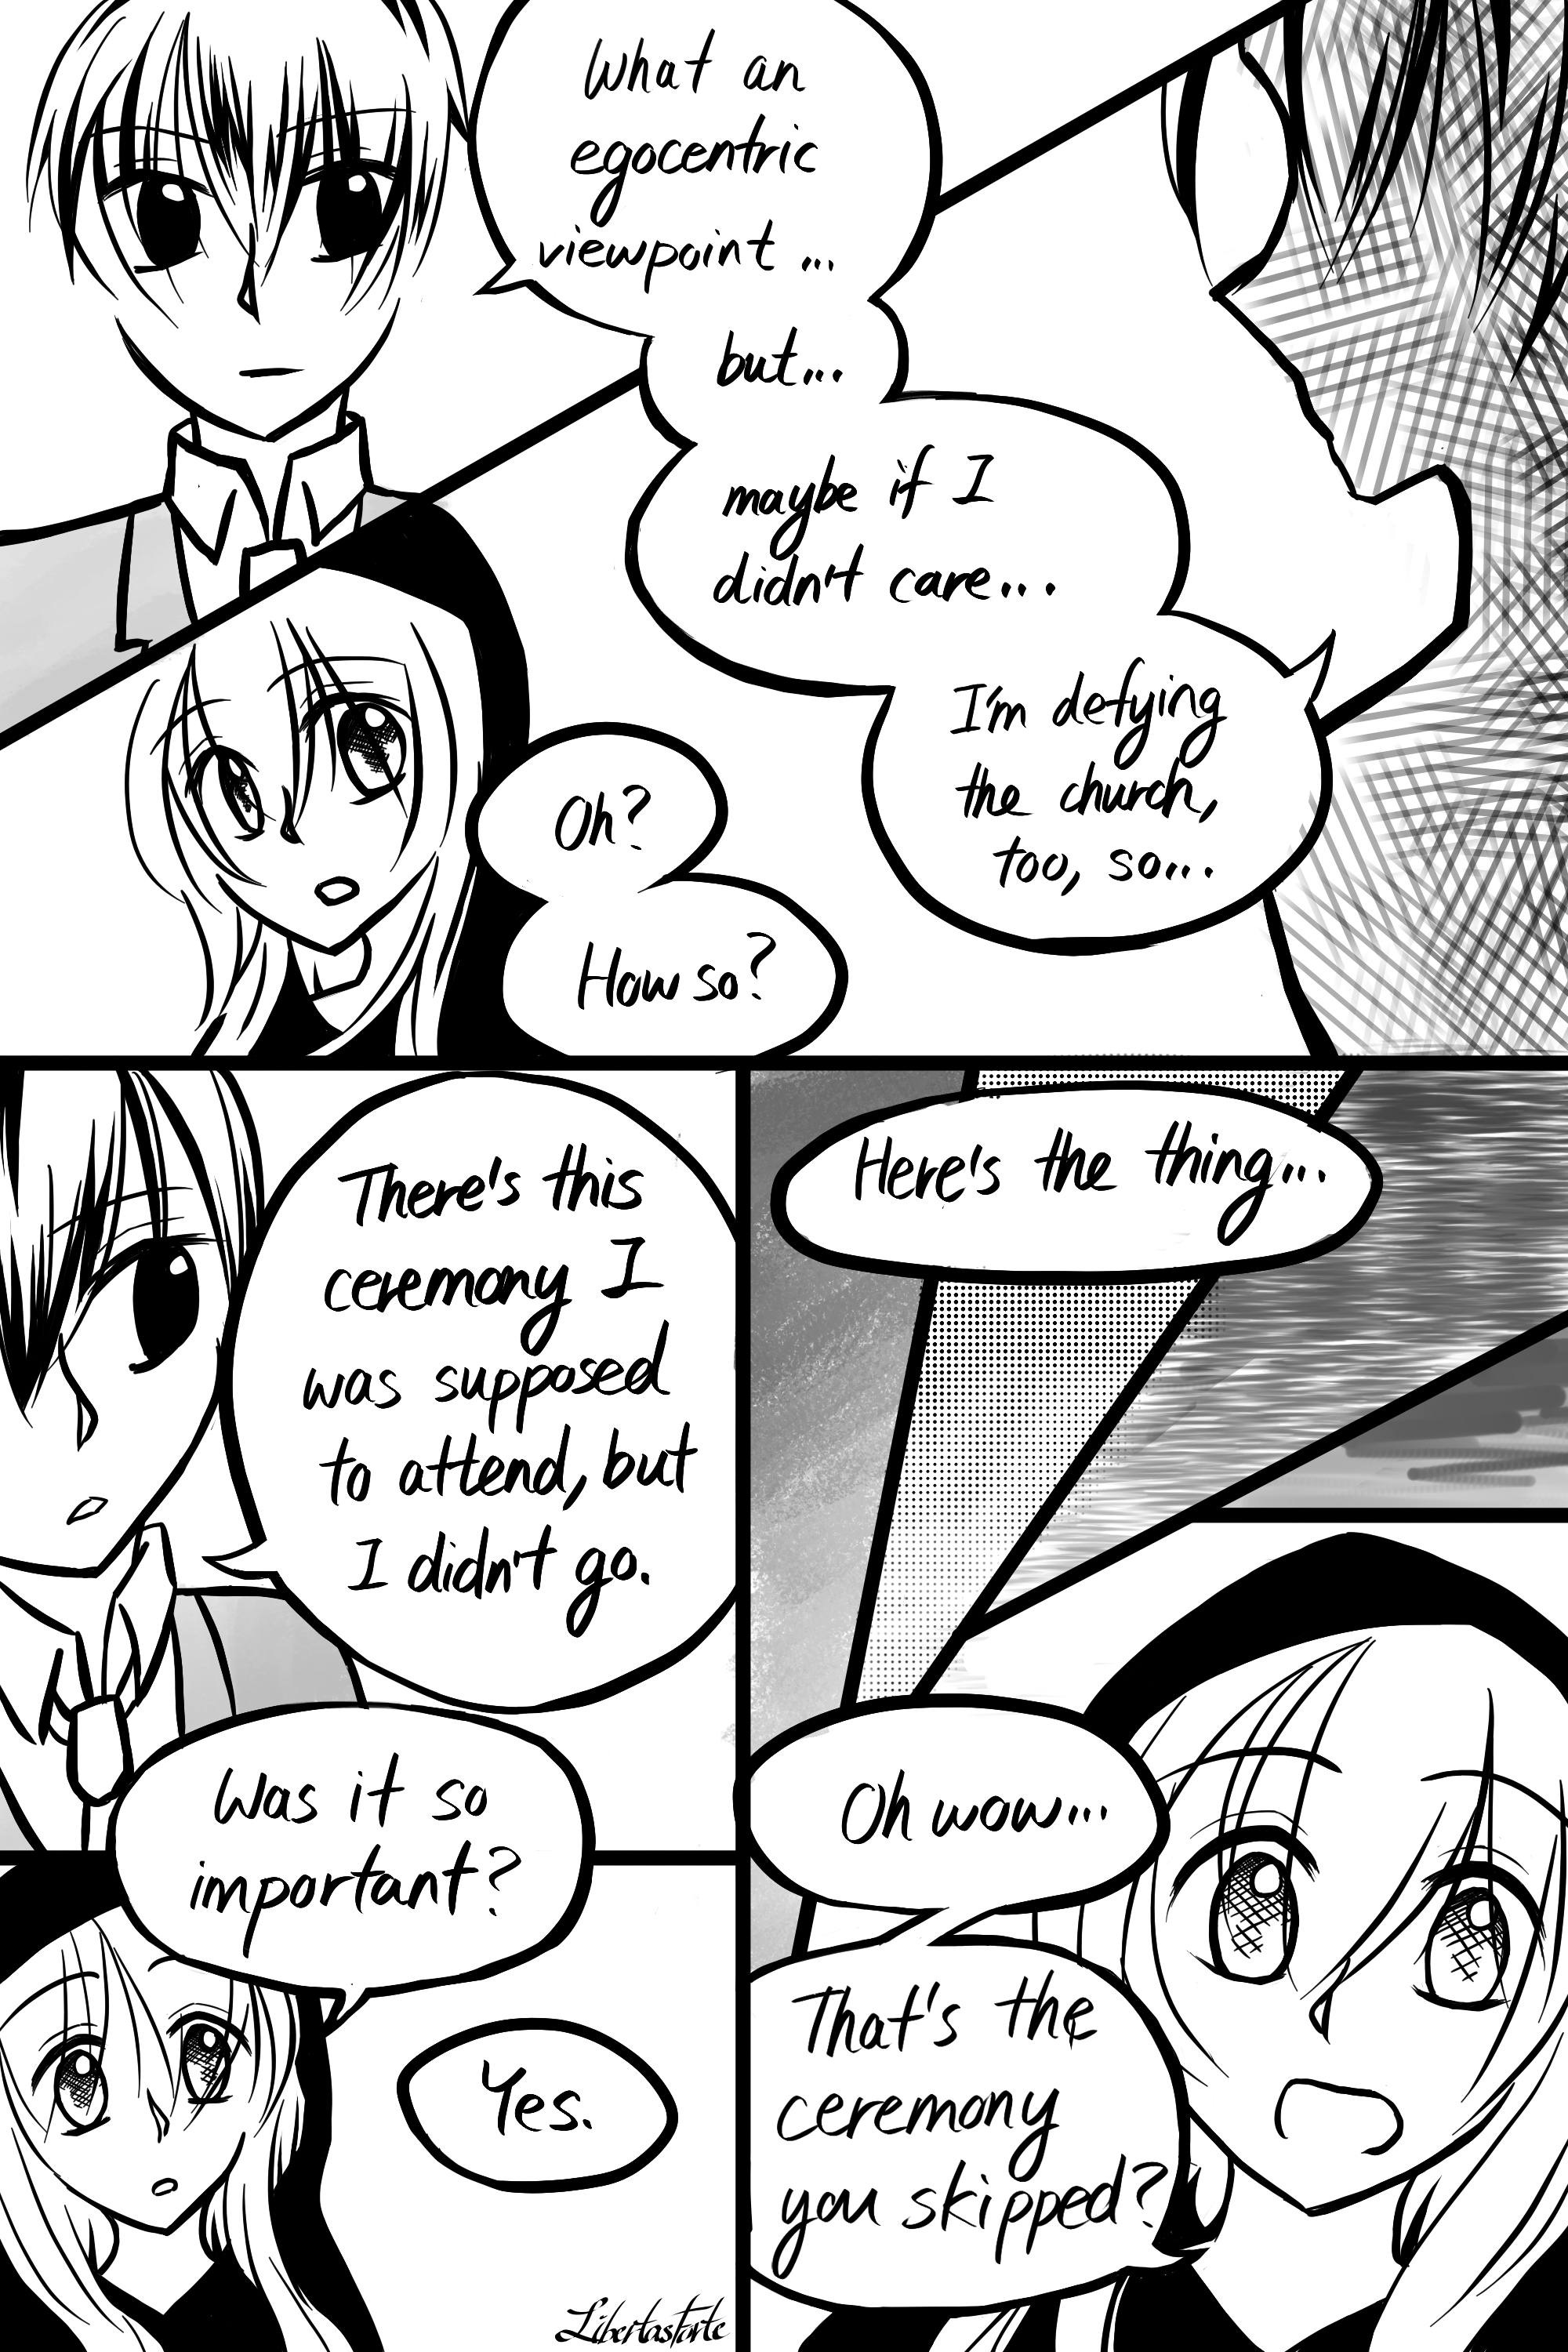 What an
egocentric
viewpoint...
but...
maybe if I
didn't care...
I'm defying
the church,
too, so...
Oh?
How so?
There's this
ceremony I
was supposed
to attend, but
I didn't go.
Was it so
important?
Yes.
Here's the thing...
Oh wow...
That's the
ceremony
you skipped?
LibertasForte